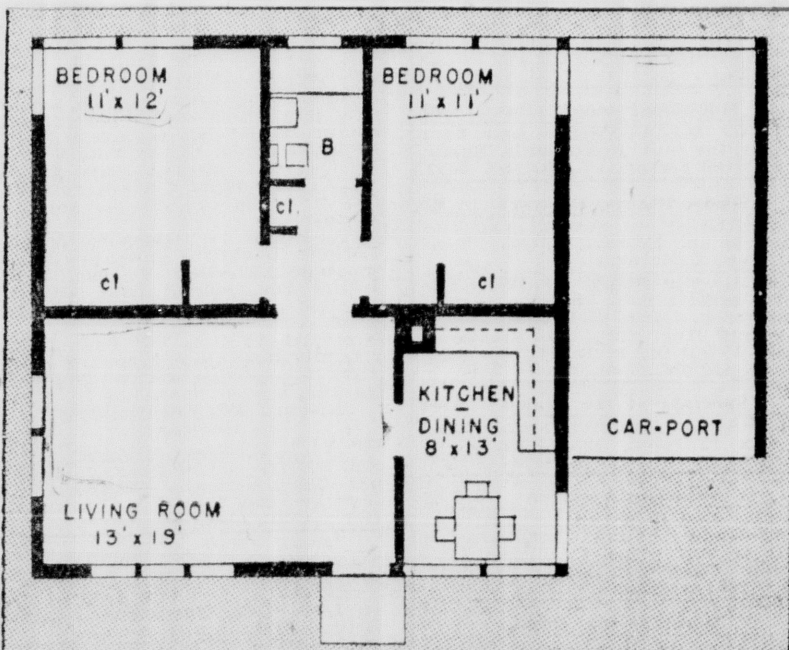 BEDROOM
11' x 12'
BEDROOM
11' x 11'
B
cl.
cl
cl
KITCHEN
DINING
8' x 13'
CAR-PORT
LIVING ROOM
13' x 19'